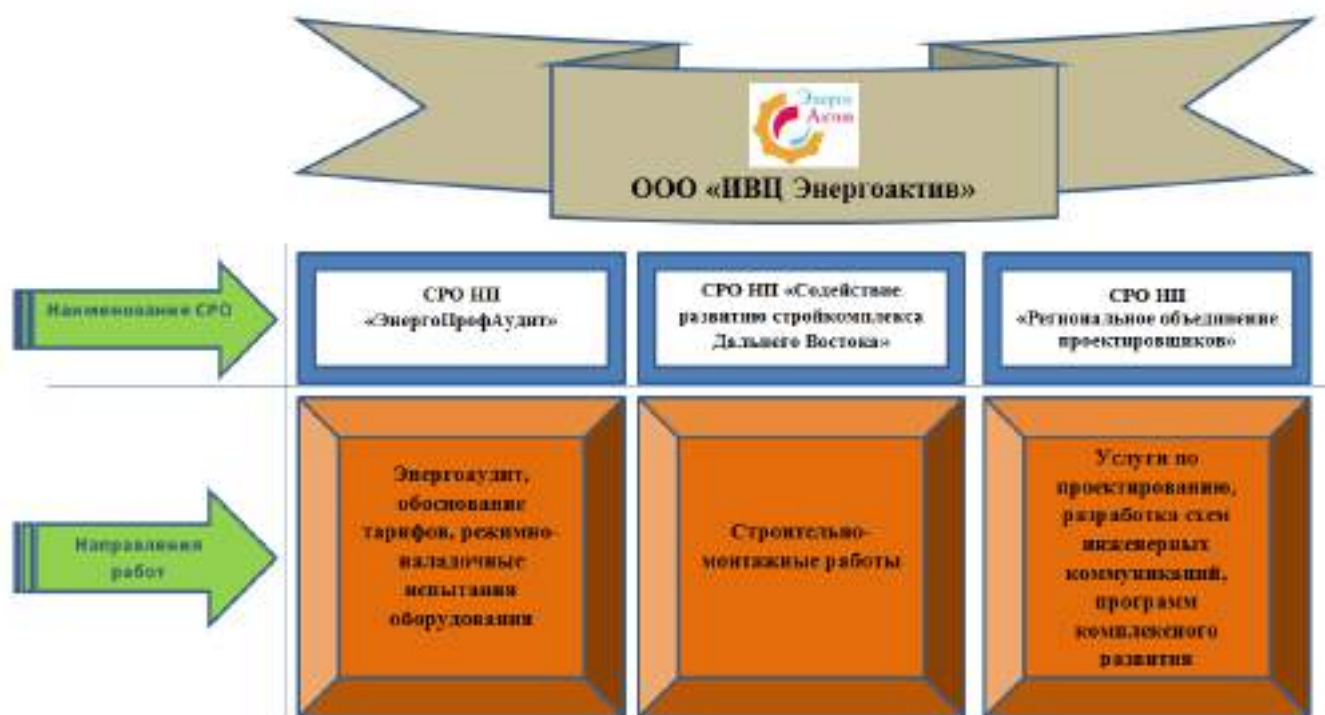 Энерго
Актив
ООО «ИВЦ Энергоактив»
Наименования СРО
СРО НП
«ЭнергоПрофАудит»
СРО НП «Содействие
развитию стройкомплекса
Дальнего Востока»
СРО НП
«Региональное объединение
проектировщиков»
Направления
работ
Энергоаудит,
обоснование
тарифов, режимно-
наладочные
испытания
оборудования
Строительно-
монтажные работы
Услуги по
проектированию,
разработка схем
инженерных
коммуникаций,
программ
комплексного
развития